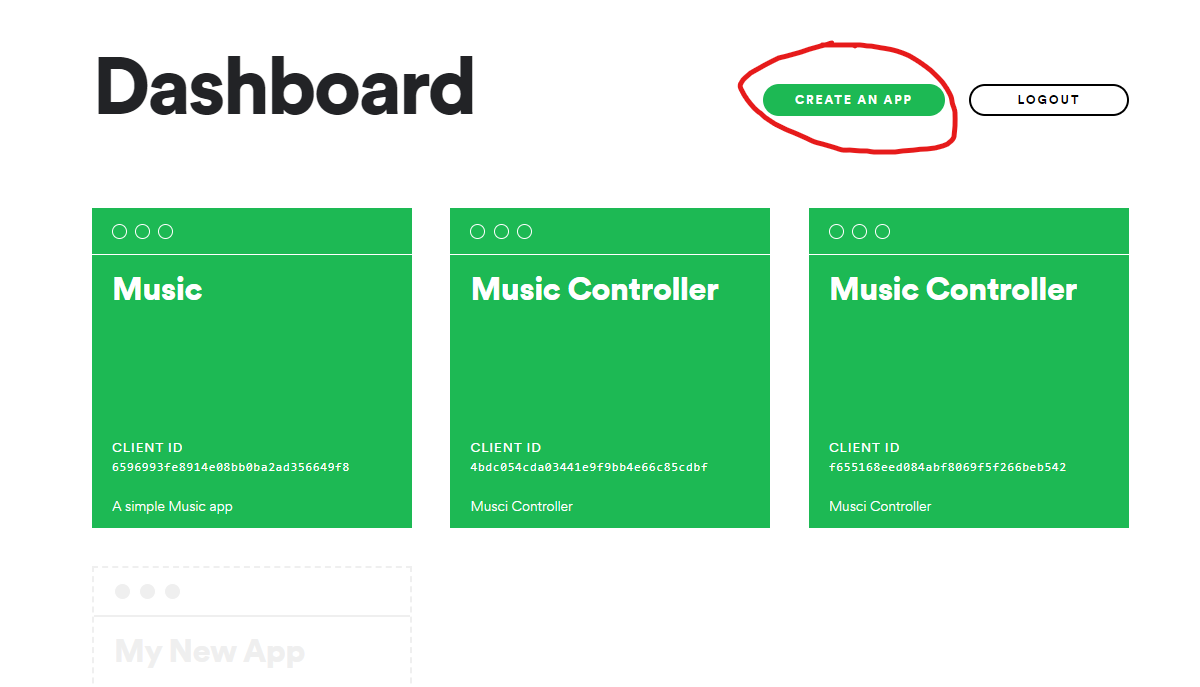 Dashboard
CREATE AN APP
LOGOUT
Music
CLIENT ID
6596993fe8914e08bb0ba2ad356649f8
A simple Music app
Music Controller
CLIENT ID
4bdc054cda03441e9f9bb4e66c85cdbf
Musci Controller
Music Controller
CLIENT ID
f655168eed084abf8069f5f266beb542
Musci Controller
My New App